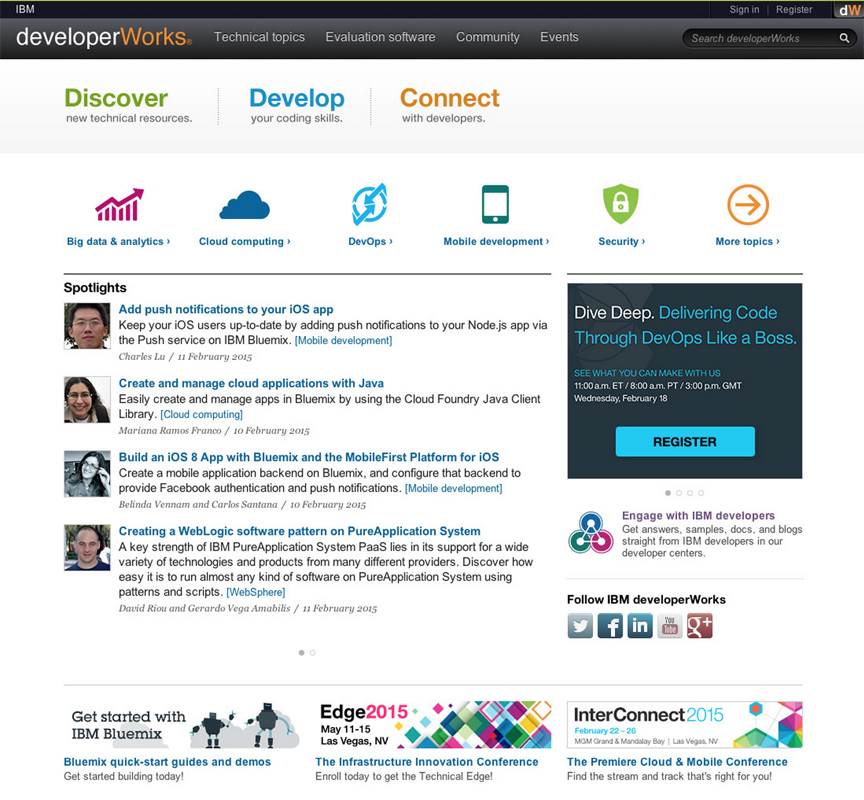 IBM
Sign in | Register
dW
developerWorks®
Technical topics
Evaluation software
Community
Events
Search developerWorks
Discover
new technical resources.
Develop
your coding skills.
Connect
with developers.
Big data & analytics ›
Cloud computing ›
DevOps ›
Mobile development ›
Security ›
More topics ›
Spotlights
Add push notifications to your iOS app
Keep your iOS users up-to-date by adding push notifications to your Node.js app via
the Push service on IBM Bluemix. [Mobile development]
Charles Lu / 11 February 2015
Create and manage cloud applications with Java
Easily create and manage apps in Bluemix by using the Cloud Foundry Java Client
Library. [Cloud computing]
Mariana Ramos Franco / 10 February 2015
Build an iOS 8 App with Bluemix and the MobileFirst Platform for iOS
Create a mobile application backend on Bluemix, and configure that backend to
provide Facebook authentication and push notifications. [Mobile development]
Belinda Vennam and Carlos Santana / 10 February 2015
Creating a WebLogic software pattern on PureApplication System
A key strength of IBM PureApplication System PaaS lies in its support for a wide
variety of technologies and products from many different providers. Discover how
easy it is to run almost any kind of software on PureApplication System using
patterns and scripts. [WebSphere]
David Riou and Gerardo Vega Amabilis / 11 February 2015
Dive Deep. Delivering Code
Through DevOps Like a Boss.
SEE WHAT YOU CAN MAKE WITH US
11:00 a.m. ET / 8:00 a.m. PT / 3:00 p.m. GMT
Wednesday, February 18
REGISTER
Engage with IBM developers
Get answers, samples, docs, and blogs
straight from IBM developers in our
developer centers.
Follow IBM developerWorks
f
in
You
Tube
g+
Get started with
IBM Bluemix
Bluemix quick-start guides and demos
Get started building today!
Edge2015
May 11-15
Las Vegas, NV
The Infrastructure Innovation Conference
Enroll today to get the Technical Edge!
InterConnect 2015
February 22 – 26
MGM Grand & Mandalay Bay | Las Vegas, NV
The Premiere Cloud & Mobile Conference
Find the stream and track that's right for you!